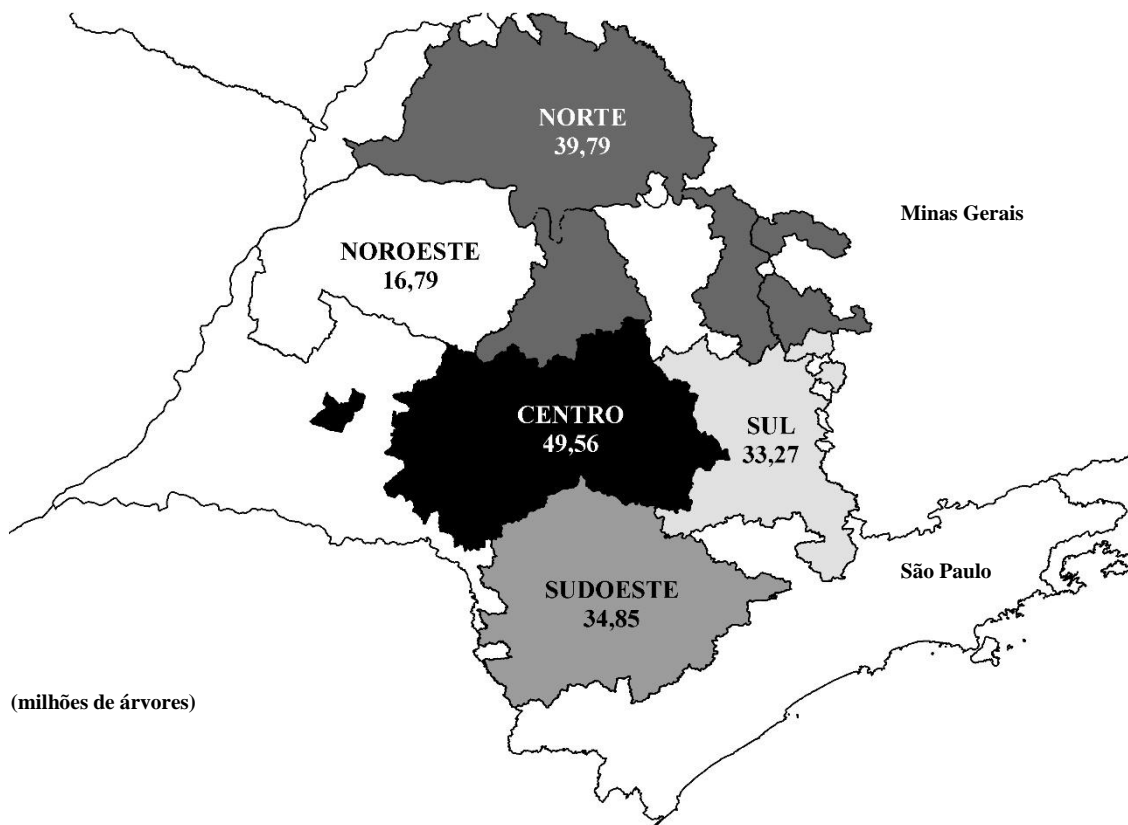 NORTE
39,79
Minas Gerais
NOROESTE
16,79
CENTRO
49,56
SUL
33,27
São Paulo
SUDOESTE
34,85
(milhões de árvores)